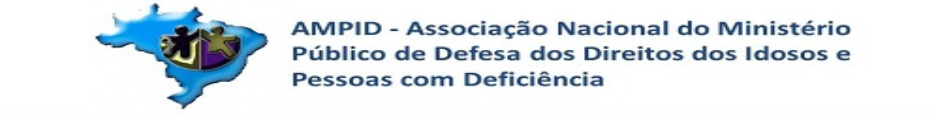 AMPID - Associação Nacional do Ministério
Público de Defesa dos Direitos dos Idosos e
Pessoas com Deficiência